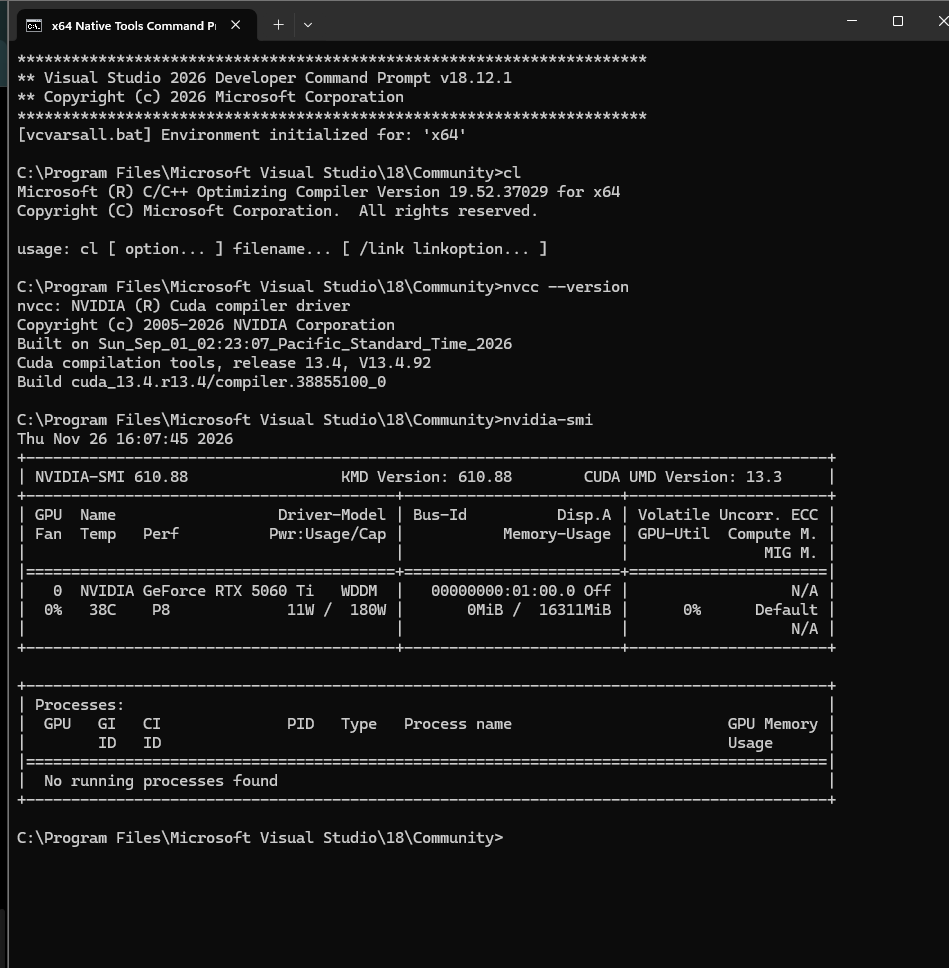 x64 Native Tools Command Pr
**********************************************************************
** Visual Studio 2026 Developer Command Prompt v18.12.1
** Copyright (c) 2026 Microsoft Corporation
**********************************************************************
[vcvarsall.bat] Environment initialized for: 'x64'
C:\Program Files\Microsoft Visual Studio\18\Community>cl
Microsoft (R) C/C++ Optimizing Compiler Version 19.52.37029 for x64
Copyright (C) Microsoft Corporation.  All rights reserved.
usage: cl [ option... ] filename... [ /link linkoption... ]
C:\Program Files\Microsoft Visual Studio\18\Community>nvcc --version
nvcc: NVIDIA (R) Cuda compiler driver
Copyright (c) 2005-2026 NVIDIA Corporation
Built on Sun_Sep_01_02:23:07_Pacific_Standard_Time_2026
Cuda compilation tools, release 13.4, V13.4.92
Build cuda_13.4.r13.4/compiler.38855100_0
C:\Program Files\Microsoft Visual Studio\18\Community>nvidia-smi
Thu Nov 26 16:07:45 2026
+-----------------------------------------------------------------------------------------+
| NVIDIA-SMI 610.88                 KMD Version: 610.88        CUDA UMD Version: 13.3     |
+-----------------------------------------+------------------------+----------------------+
| GPU  Name                  Driver-Model | Bus-Id          Disp.A | Volatile Uncorr. ECC |
| Fan  Temp   Perf          Pwr:Usage/Cap |           Memory-Usage | GPU-Util  Compute M. |
|                                         |                        |               MIG M. |
|=========================================+========================+======================|
|   0  NVIDIA GeForce RTX 5060 Ti   WDDM  |   00000000:01:00.0 Off |                  N/A |
|  0%   38C    P8             11W /  180W |       0MiB /  16311MiB |      0%      Default |
|                                         |                        |                  N/A |
+-----------------------------------------+------------------------+----------------------+
+-----------------------------------------------------------------------------------------+
| Processes:                                                                              |
|  GPU   GI   CI              PID   Type   Process name                        GPU Memory |
|        ID   ID                                                               Usage      |
|=========================================================================================|
|  No running processes found                                                             |
+-----------------------------------------------------------------------------------------+
C:\Program Files\Microsoft Visual Studio\18\Community>